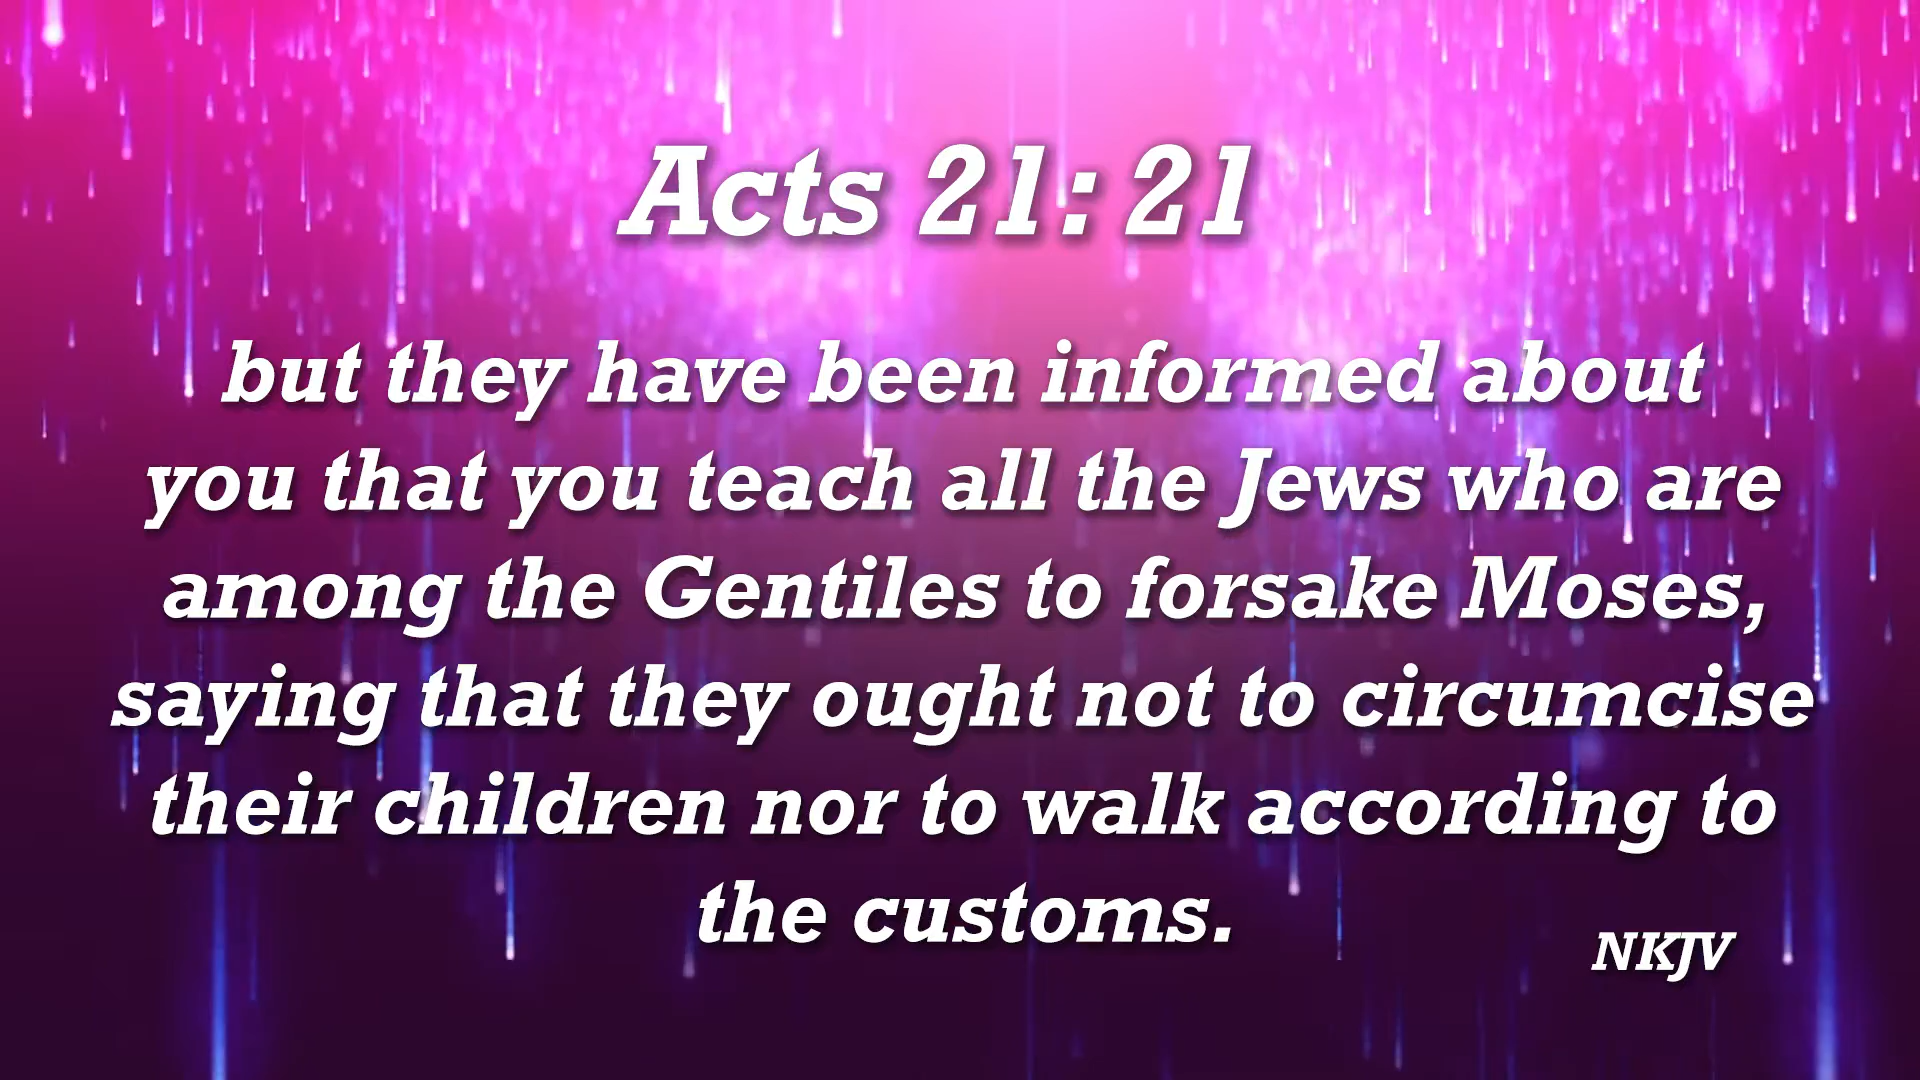 Acts 21: 21
but they have been informed about
you that you teach all the Jews who are
among the Gentiles to forsake Moses,
saying that they ought not to circumcise
their children nor to walk according to
the customs.
NKJV